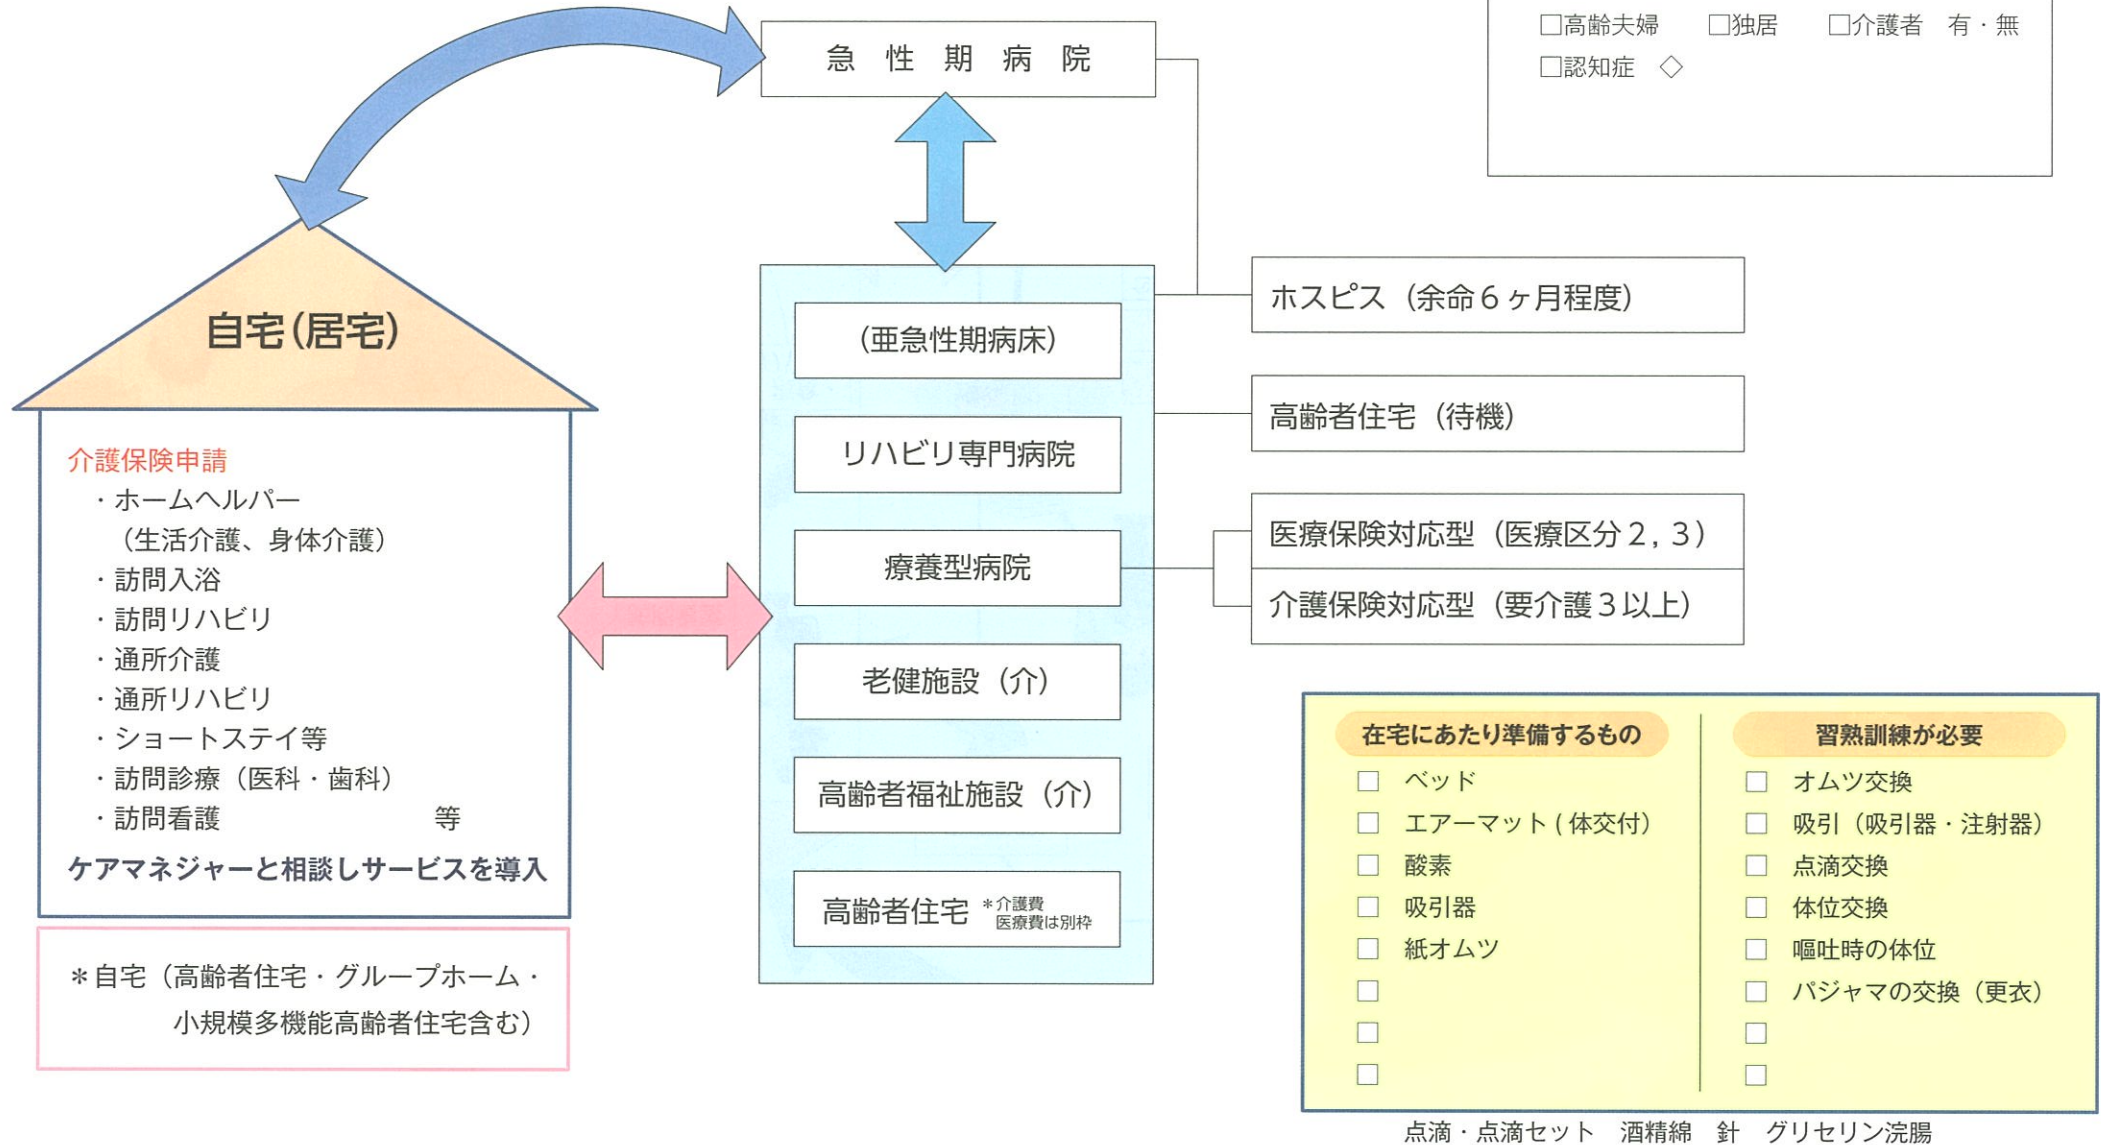 急性期病院
□高齢夫婦 □独居 □介護者 有・無
□認知症 ◇
自宅(居宅)
介護保険申請
・ホームヘルパー
(生活介護、身体介護)
・訪問入浴
・訪問リハビリ
・通所介護
・通所リハビリ
・ショートステイ等
・訪問診療(医科・歯科)
・訪問看護 等
ケアマネジャーと相談しサービスを導入
*自宅(高齢者住宅・グループホーム・
小規模多機能高齢者住宅含む)
(亜急性期病床)
リハビリ専門病院
療養型病院
老健施設(介)
高齢者福祉施設(介)
高齢者住宅 *介護費
医療費は別枠
ホスピス(余命6ヶ月程度)
高齢者住宅(待機)
医療保険対応型(医療区分2,3)
介護保険対応型(要介護3以上)
在宅にあたり準備するもの
□ ベッド
□ エアーマット(体交付)
□ 酸素
□ 吸引器
□ 紙オムツ
□
□
□
習熟訓練が必要
□ オムツ交換
□ 吸引(吸引器・注射器)
□ 点滴交換
□ 体位交換
□ 嘔吐時の体位
□ パジャマの交換(更衣)
□
□
点滴・点滴セット 酒精綿 針 グリセリン浣腸